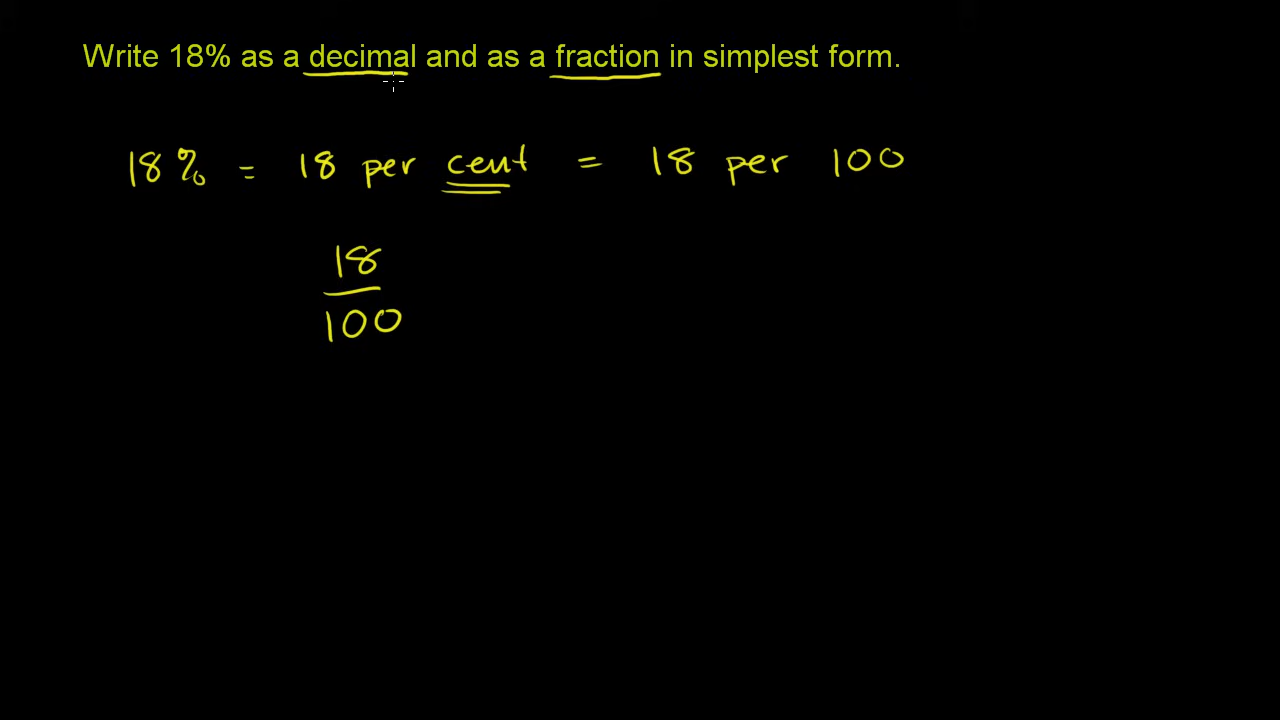 Write 18% as a decimal and as a fraction in simplest form.
18% = 18 per cent = 18 per 100
18
100